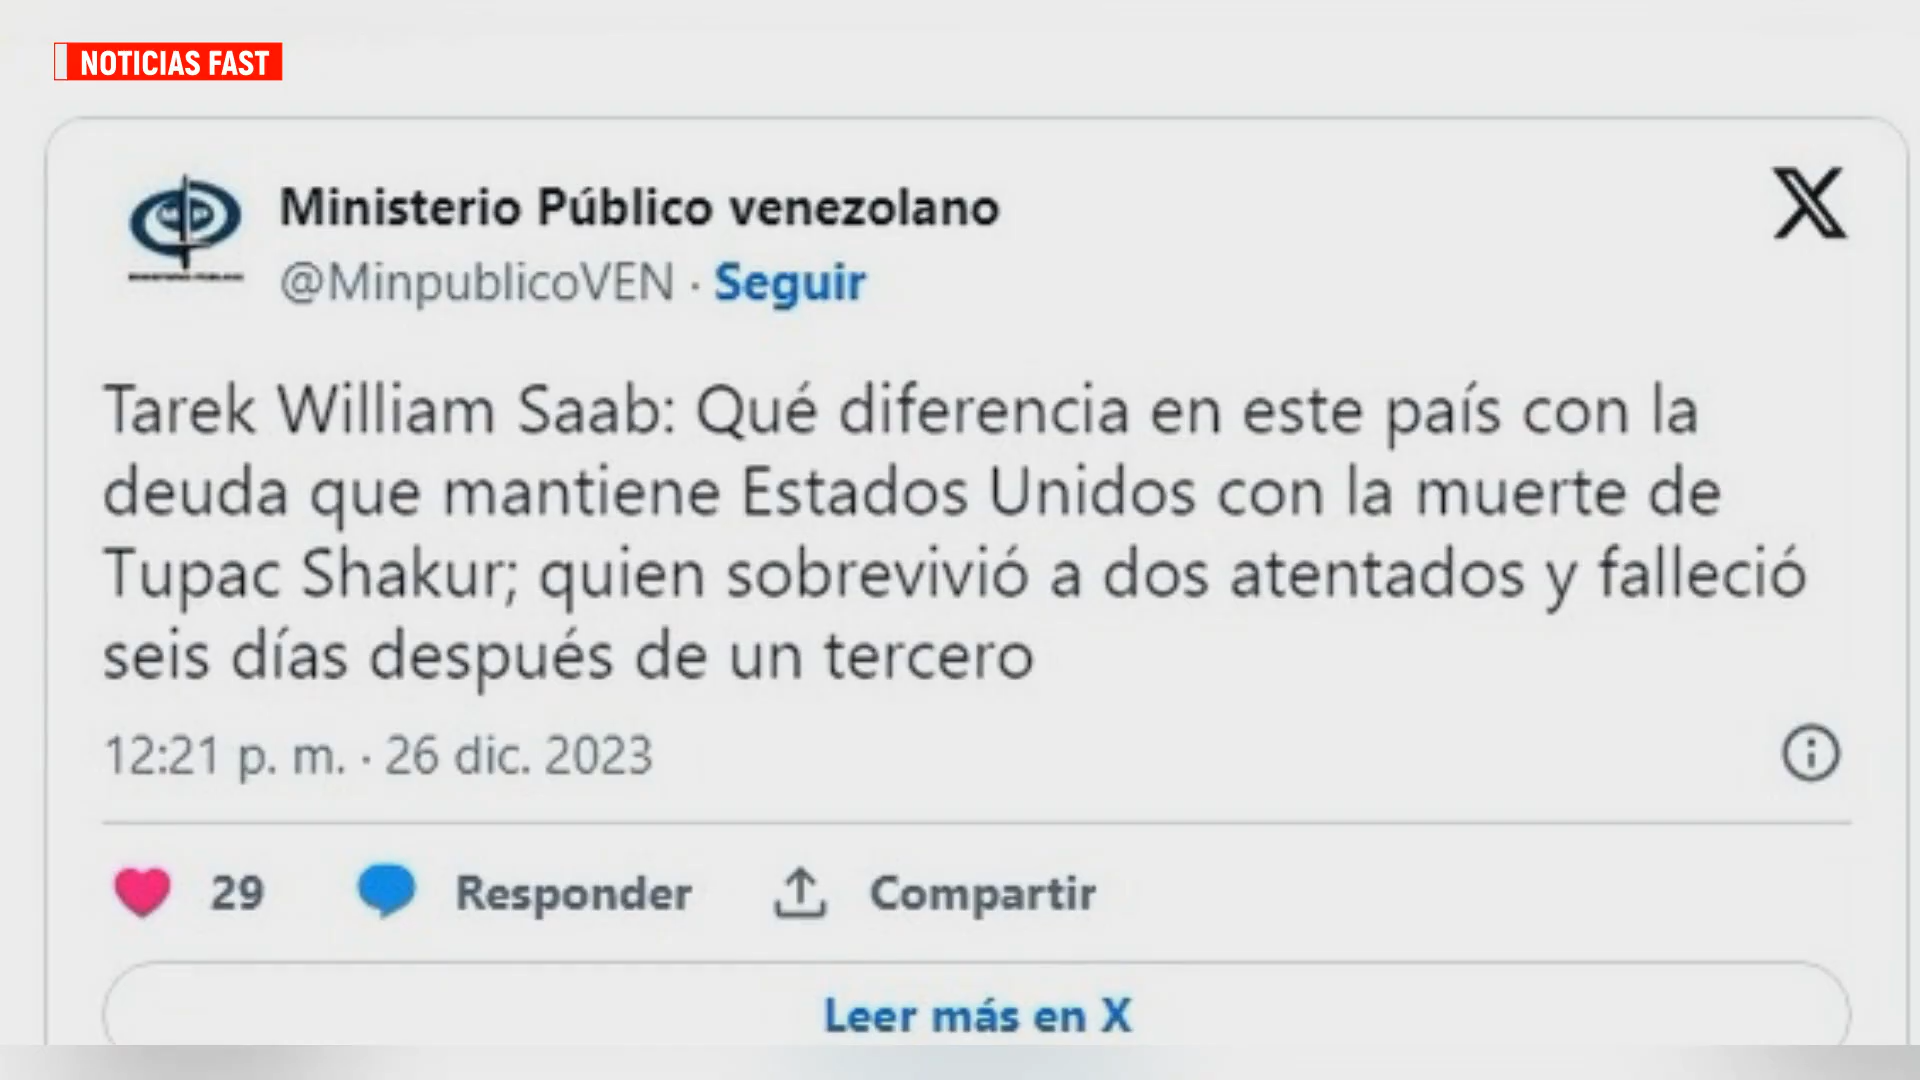 NOTICIAS FAST
Ministerio Público venezolano
@MinpublicoVEN · Seguir
Tarek William Saab: Qué diferencia en este país con la
deuda que mantiene Estados Unidos con la muerte de
Tupac Shakur; quien sobrevivió a dos atentados y falleció
seis días después de un tercero
12:21 p. m. · 26 dic. 2023
29 Responder Compartir
Leer más en X